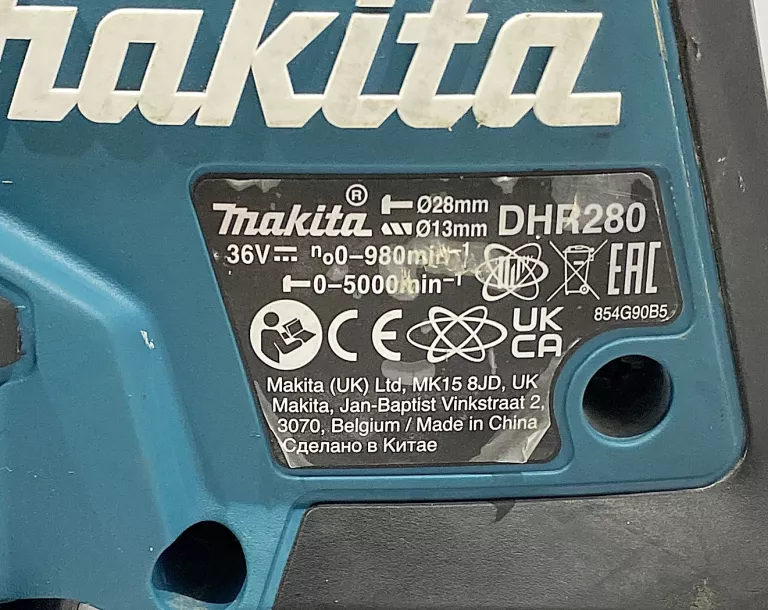 makita
makita® Ø28mm DHR280
Ø13mm
36V⎓ n₀0–980min⁻¹
0–5000min⁻¹
EAC
854G90B5
CE UK
CA
Makita (UK) Ltd, MK15 8JD, UK
Makita, Jan-Baptist Vinkstraat 2,
3070, Belgium / Made in China
Сделано в Китае